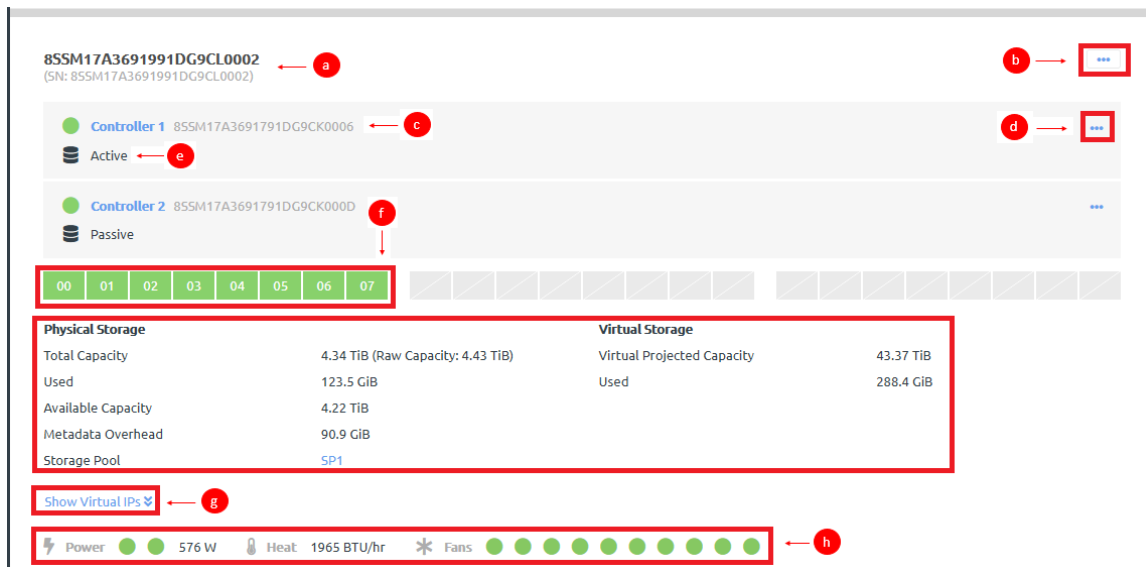 8SSM17A3691991DG9CL0002
a
b
•••
(SN: 8SSM17A3691991DG9CL0002)
Controller 1 8SSM17A3691791DG9CK0006
c
d
•••
Active
e
Controller 2 8SSM17A3691791DG9CK000D
f
•••
Passive
00 01 02 03 04 05 06 07
Physical Storage
Virtual Storage
Total Capacity 4.34 TiB (Raw Capacity: 4.43 TiB)
Virtual Projected Capacity 43.37 TiB
Used 123.5 GiB
Used 288.4 GiB
Available Capacity 4.22 TiB
Metadata Overhead 90.9 GiB
Storage Pool SP1
Show Virtual IPs
g
Power 576 W Heat 1965 BTU/hr Fans
h